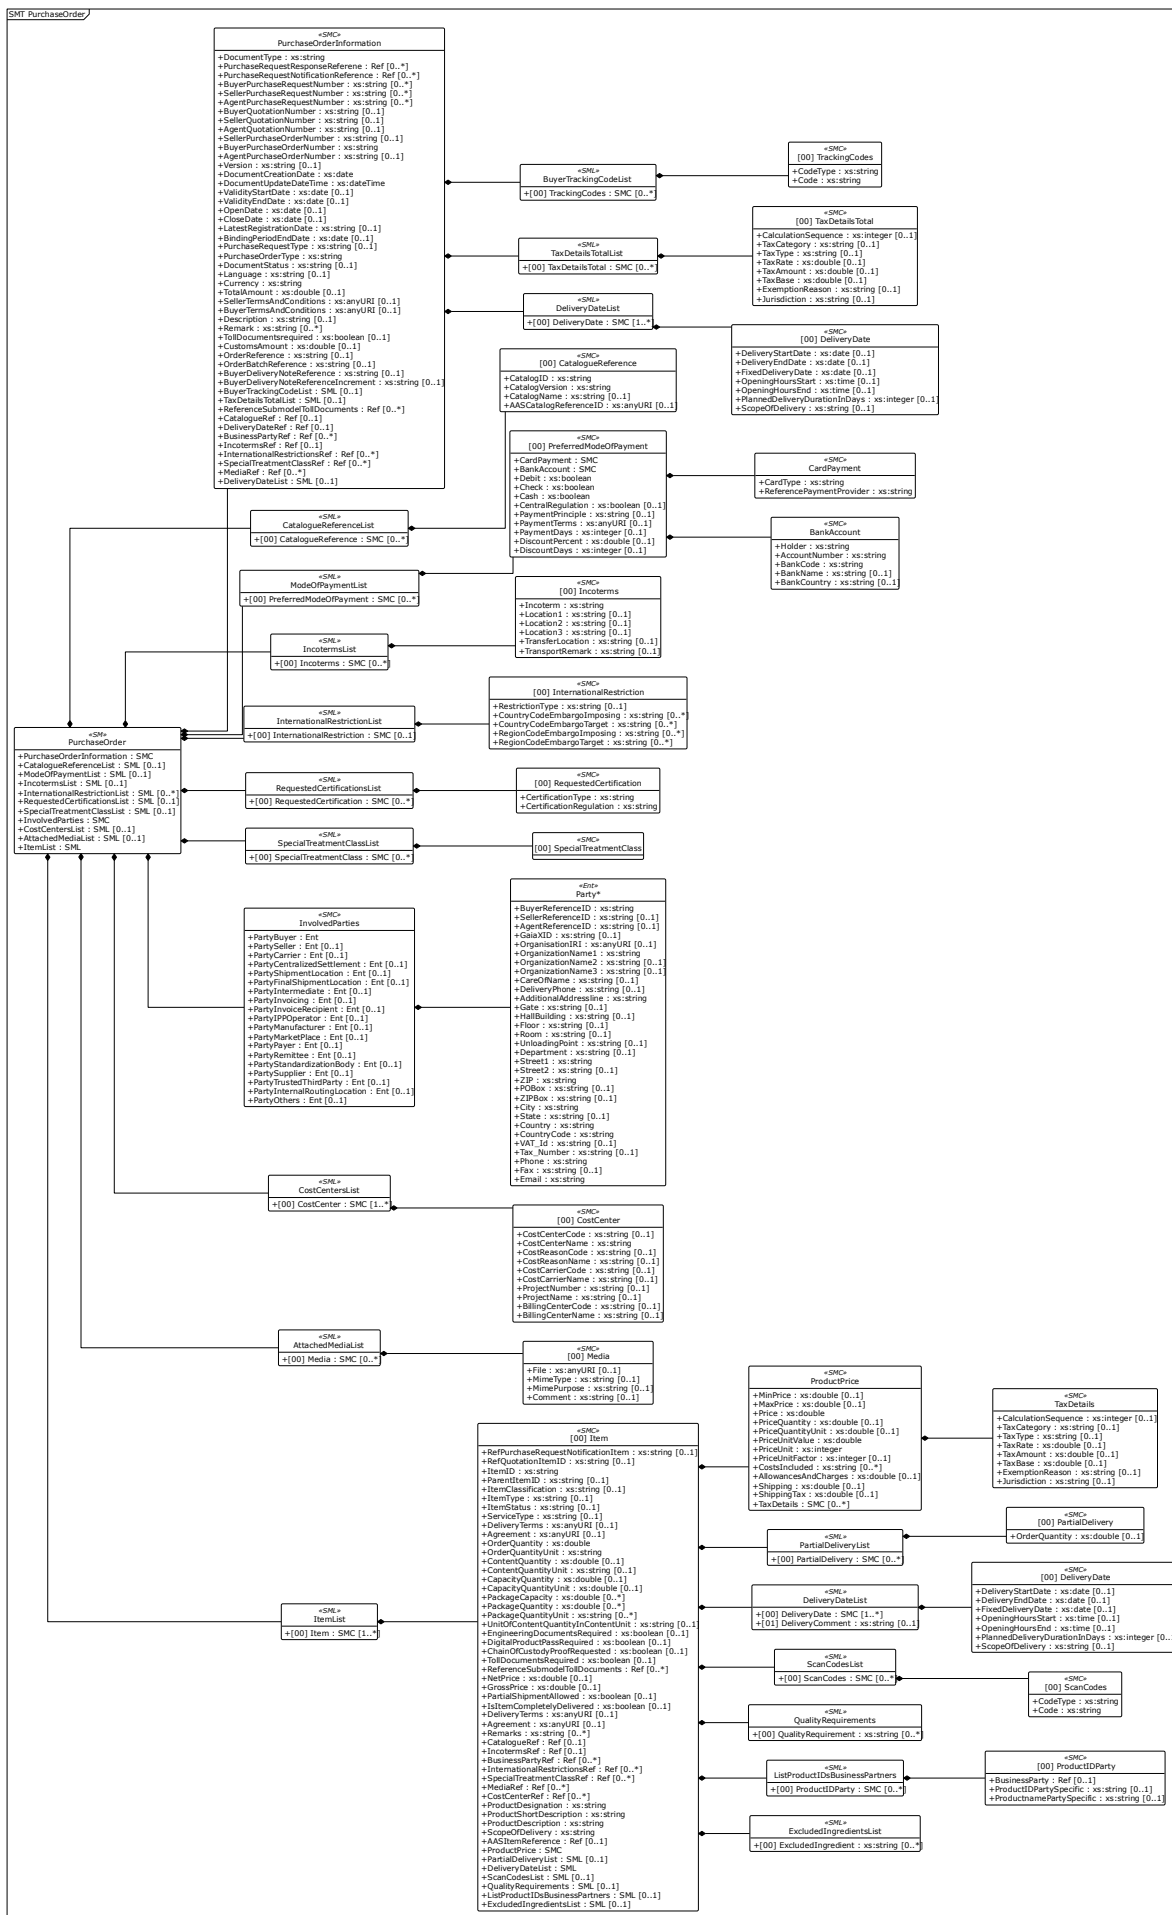 SMT PurchaseOrder
«SMC»
PurchaseOrderInformation
+DocumentType : xs:string
+PurchaseRequestResponseReferene : Ref [0..*]
+PurchaseRequestNotificationReference : Ref [0..*]
+BuyerPurchaseRequestNumber : xs:string [0..*]
+SellerPurchaseRequestNumber : xs:string [0..*]
+AgentPurchaseRequestNumber : xs:string [0..*]
+BuyerQuotationNumber : xs:string [0..1]
+SellerQuotationNumber : xs:string [0..1]
+AgentQuotationNumber : xs:string [0..1]
+SellerPurchaseOrderNumber : xs:string [0..1]
+BuyerPurchaseOrderNumber : xs:string
+AgentPurchaseOrderNumber : xs:string [0..1]
+Version : xs:string [0..1]
+DocumentCreationDate : xs:date
+DocumentUpdateDateTime : xs:dateTime
+ValidityStartDate : xs:date [0..1]
+ValidityEndDate : xs:date [0..1]
+OpenDate : xs:date [0..1]
+CloseDate : xs:date [0..1]
+LatestRegistrationDate : xs:string [0..1]
+BindingPeriodEndDate : xs:date [0..1]
+PurchaseRequestType : xs:string [0..1]
+PurchaseOrderType : xs:string
+DocumentStatus : xs:string [0..1]
+Language : xs:string [0..1]
+Currency : xs:string
+TotalAmount : xs:double [0..1]
+SellerTermsAndConditions : xs:anyURI [0..1]
+BuyerTermsAndConditions : xs:anyURI [0..1]
+Description : xs:string [0..1]
+Remark : xs:string [0..*]
+TollDocumentsrequired : xs:boolean [0..1]
+CustomsAmount : xs:double [0..1]
+OrderReference : xs:string [0..1]
+OrderBatchReference : xs:string [0..1]
+BuyerDeliveryNoteReference : xs:string [0..1]
+BuyerDeliveryNoteReferenceIncrement : xs:string [0..1]
+BuyerTrackingCodeList : SML [0..1]
+TaxDetailsTotalList : SML [0..1]
+ReferenceSubmodelTollDocuments : Ref [0..*]
+CatalogueRef : Ref [0..1]
+DeliveryDateRef : Ref [0..1]
+BusinessPartyRef : Ref [0..*]
+IncotermsRef : Ref [0..1]
+InternationalRestrictionsRef : Ref [0..*]
+SpecialTreatmentClassRef : Ref [0..*]
+MediaRef : Ref [0..*]
+DeliveryDateList : SML [0..1]
«SML»
BuyerTrackingCodeList
+[00] TrackingCodes : SMC [0..*]
«SMC»
[00] TrackingCodes
+CodeType : xs:string
+Code : xs:string
«SML»
TaxDetailsTotalList
+[00] TaxDetailsTotal : SMC [0..*]
«SMC»
[00] TaxDetailsTotal
+CalculationSequence : xs:integer [0..1]
+TaxCategory : xs:string [0..1]
+TaxType : xs:string [0..1]
+TaxRate : xs:double [0..1]
+TaxAmount : xs:double [0..1]
+TaxBase : xs:double [0..1]
+ExemptionReason : xs:string [0..1]
+Jurisdiction : xs:string [0..1]
«SML»
DeliveryDateList
+[00] DeliveryDate : SMC [1..*]
«SMC»
[00] DeliveryDate
+DeliveryStartDate : xs:date [0..1]
+DeliveryEndDate : xs:date [0..1]
+FixedDeliveryDate : xs:date [0..1]
+OpeningHoursStart : xs:time [0..1]
+OpeningHoursEnd : xs:time [0..1]
+PlannedDeliveryDurationInDays : xs:integer [0..1]
+ScopeOfDelivery : xs:string [0..1]
«SMC»
[00] CatalogueReference
+CatalogID : xs:string
+CatalogVersion : xs:string
+CatalogName : xs:string [0..1]
+AASCatalogReferenceID : xs:anyURI [0..1]
«SMC»
[00] PreferredModeOfPayment
+CardPayment : SMC
+BankAccount : SMC
+Debit : xs:boolean
+Check : xs:boolean
+Cash : xs:boolean
+CentralRegulation : xs:boolean [0..1]
+PaymentPrinciple : xs:string [0..1]
+PaymentTerms : xs:anyURI [0..1]
+PaymentDays : xs:integer [0..1]
+DiscountPercent : xs:double [0..1]
+DiscountDays : xs:integer [0..1]
«SMC»
CardPayment
+CardType : xs:string
+ReferencePaymentProvider : xs:string
«SMC»
BankAccount
+Holder : xs:string
+AccountNumber : xs:string
+BankCode : xs:string
+BankName : xs:string [0..1]
+BankCountry : xs:string [0..1]
«SML»
CatalogueReferenceList
+[00] CatalogueReference : SMC [0..*]
«SML»
ModeOfPaymentList
+[00] PreferredModeOfPayment : SMC [0..*]
«SMC»
[00] Incoterms
+Incoterm : xs:string
+Location1 : xs:string [0..1]
+Location2 : xs:string [0..1]
+Location3 : xs:string [0..1]
+TransferLocation : xs:string [0..1]
+TransportRemark : xs:string [0..1]
«SML»
IncotermsList
+[00] Incoterms : SMC [0..*]
«SML»
InternationalRestrictionList
+[00] InternationalRestriction : SMC [0..1]
«SMC»
[00] InternationalRestriction
+RestrictionType : xs:string [0..1]
+CountryCodeEmbargoImposing : xs:string [0..*]
+CountryCodeEmbargoTarget : xs:string [0..*]
+RegionCodeEmbargoImposing : xs:string [0..*]
+RegionCodeEmbargoTarget : xs:string [0..*]
«SM»
PurchaseOrder
+PurchaseOrderInformation : SMC
+CatalogueReferenceList : SML [0..1]
+ModeOfPaymentList : SML [0..1]
+IncotermsList : SML [0..1]
+InternationalRestrictionList : SML [0..*]
+RequestedCertificationsList : SML [0..1]
+SpecialTreatmentClassList : SML [0..1]
+InvolvedParties : SMC
+CostCentersList : SML [0..1]
+AttachedMediaList : SML [0..1]
+ItemList : SML
«SML»
RequestedCertificationsList
+[00] RequestedCertification : SMC [0..*]
«SMC»
[00] RequestedCertification
+CertificationType : xs:string
+CertificationRegulation : xs:string
«SML»
SpecialTreatmentClassList
+[00] SpecialTreatmentClass : SMC [0..*]
«SMC»
[00] SpecialTreatmentClass
«SMC»
InvolvedParties
+PartyBuyer : Ent
+PartySeller : Ent [0..1]
+PartyCarrier : Ent [0..1]
+PartyCentralizedSettlement : Ent [0..1]
+PartyShipmentLocation : Ent [0..1]
+PartyFinalShipmentLocation : Ent [0..1]
+PartyIntermediate : Ent [0..1]
+PartyInvoicing : Ent [0..1]
+PartyInvoiceRecipient : Ent [0..1]
+PartyIPPOperator : Ent [0..1]
+PartyManufacturer : Ent [0..1]
+PartyMarketPlace : Ent [0..1]
+PartyPayer : Ent [0..1]
+PartyRemittee : Ent [0..1]
+PartyStandardizationBody : Ent [0..1]
+PartySupplier : Ent [0..1]
+PartyTrustedThirdParty : Ent [0..1]
+PartyInternalRoutingLocation : Ent [0..1]
+PartyOthers : Ent [0..1]
«Ent»
Party*
+BuyerReferenceID : xs:string
+SellerReferenceID : xs:string [0..1]
+AgentReferenceID : xs:string [0..1]
+GaiaXID : xs:string [0..1]
+OrganisationIRI : xs:anyURI [0..1]
+OrganizationName1 : xs:string
+OrganizationName2 : xs:string [0..1]
+OrganizationName3 : xs:string [0..1]
+CareOfName : xs:string [0..1]
+DeliveryPhone : xs:string [0..1]
+AdditionalAddressline : xs:string
+Gate : xs:string [0..1]
+HallBuilding : xs:string [0..1]
+Floor : xs:string [0..1]
+Room : xs:string [0..1]
+UnloadingPoint : xs:string [0..1]
+Department : xs:string [0..1]
+Street1 : xs:string
+Street2 : xs:string [0..1]
+ZIP : xs:string
+POBox : xs:string [0..1]
+ZIPBox : xs:string [0..1]
+City : xs:string
+State : xs:string [0..1]
+Country : xs:string
+CountryCode : xs:string
+VAT_Id : xs:string [0..1]
+Tax_Number : xs:string [0..1]
+Phone : xs:string
+Fax : xs:string [0..1]
+Email : xs:string
«SML»
CostCentersList
+[00] CostCenter : SMC [1..*]
«SMC»
[00] CostCenter
+CostCenterCode : xs:string [0..1]
+CostCenterName : xs:string
+CostReasonCode : xs:string [0..1]
+CostReasonName : xs:string [0..1]
+CostCarrierCode : xs:string [0..1]
+CostCarrierName : xs:string [0..1]
+ProjectNumber : xs:string [0..1]
+ProjectName : xs:string [0..1]
+BillingCenterCode : xs:string [0..1]
+BillingCenterName : xs:string [0..1]
«SML»
AttachedMediaList
+[00] Media : SMC [0..*]
«SMC»
[00] Media
+File : xs:anyURI [0..1]
+MimeType : xs:string [0..1]
+MimePurpose : xs:string [0..1]
+Comment : xs:string [0..1]
«SML»
ItemList
+[00] Item : SMC [1..*]
«SMC»
[00] Item
+RefPurchaseRequestNotificationItem : xs:string [0..1]
+RefQuotationItemID : xs:string [0..1]
+ItemID : xs:string
+ParentItemID : xs:string [0..1]
+ItemClassification : xs:string [0..1]
+ItemType : xs:string [0..1]
+ItemStatus : xs:string [0..1]
+ServiceType : xs:string [0..1]
+DeliveryTerms : xs:anyURI [0..1]
+Agreement : xs:anyURI [0..1]
+OrderQuantity : xs:double
+OrderQuantityUnit : xs:string
+ContentQuantity : xs:double [0..1]
+ContentQuantityUnit : xs:string [0..1]
+CapacityQuantity : xs:double [0..1]
+CapacityQuantityUnit : xs:double [0..1]
+PackageCapacity : xs:double [0..*]
+PackageQuantity : xs:double [0..*]
+PackageQuantityUnit : xs:string [0..*]
+UnitOfContentQuantityInContentUnit : xs:string [0..1]
+EngineeringDocumentsRequired : xs:boolean [0..1]
+DigitalProductPassRequired : xs:boolean [0..1]
+ChainOfCustodyProofRequested : xs:boolean [0..1]
+TollDocumentsRequired : xs:boolean [0..1]
+ReferenceSubmodelTollDocuments : Ref [0..*]
+NetPrice : xs:double [0..1]
+GrossPrice : xs:double [0..1]
+PartialShipmentAllowed : xs:boolean [0..1]
+IsItemCompletelyDelivered : xs:boolean [0..1]
+DeliveryTerms : xs:anyURI [0..1]
+Agreement : xs:anyURI [0..1]
+Remarks : xs:string [0..*]
+CatalogueRef : Ref [0..1]
+IncotermsRef : Ref [0..1]
+BusinessPartyRef : Ref [0..*]
+InternationalRestrictionsRef : Ref [0..*]
+SpecialTreatmentClassRef : Ref [0..*]
+MediaRef : Ref [0..*]
+CostCenterRef : Ref [0..*]
+ProductDesignation : xs:string
+ProductShortDescription : xs:string
+ProductDescription : xs:string
+ScopeOfDelivery : xs:string
+AASItemReference : Ref [0..1]
+ProductPrice : SMC
+PartialDeliveryList : SML [0..1]
+DeliveryDateList : SML
+ScanCodesList : SML [0..1]
+QualityRequirements : SML [0..1]
+ListProductIDsBusinessPartners : SML [0..1]
+ExcludedIngredientsList : SML [0..1]
«SMC»
ProductPrice
+MinPrice : xs:double [0..1]
+MaxPrice : xs:double [0..1]
+Price : xs:double
+PriceQuantity : xs:double [0..1]
+PriceQuantityUnit : xs:double [0..1]
+PriceUnitValue : xs:double
+PriceUnit : xs:integer
+PriceUnitFactor : xs:integer [0..1]
+CostsIncluded : xs:string [0..*]
+AllowancesAndCharges : xs:double [0..1]
+Shipping : xs:double [0..1]
+ShippingTax : xs:double [0..1]
+TaxDetails : SMC [0..*]
«SMC»
TaxDetails
+CalculationSequence : xs:integer [0..1]
+TaxCategory : xs:string [0..1]
+TaxType : xs:string [0..1]
+TaxRate : xs:double [0..1]
+TaxAmount : xs:double [0..1]
+TaxBase : xs:double [0..1]
+ExemptionReason : xs:string [0..1]
+Jurisdiction : xs:string [0..1]
«SML»
PartialDeliveryList
+[00] PartialDelivery : SMC [0..*]
«SMC»
[00] PartialDelivery
+OrderQuantity : xs:double [0..1]
«SML»
DeliveryDateList
+[00] DeliveryDate : SMC [1..*]
+[01] DeliveryComment : xs:string [0..1]
«SMC»
[00] DeliveryDate
+DeliveryStartDate : xs:date [0..1]
+DeliveryEndDate : xs:date [0..1]
+FixedDeliveryDate : xs:date [0..1]
+OpeningHoursStart : xs:time [0..1]
+OpeningHoursEnd : xs:time [0..1]
+PlannedDeliveryDurationInDays : xs:integer [0..
+ScopeOfDelivery : xs:string [0..1]
«SML»
ScanCodesList
+[00] ScanCodes : SMC [0..*]
«SMC»
[00] ScanCodes
+CodeType : xs:string
+Code : xs:string
«SML»
QualityRequirements
+[00] QualityRequirement : xs:string [0..*]
«SML»
ListProductIDsBusinessPartners
+[00] ProductIDParty : SMC [0..*]
«SMC»
[00] ProductIDParty
+BusinessParty : Ref [0..1]
+ProductIDPartySpecific : xs:string [0..1]
+ProductnamePartySpecific : xs:string [0..1]
«SML»
ExcludedIngredientsList
+[00] ExcludedIngredient : xs:string [0..*]